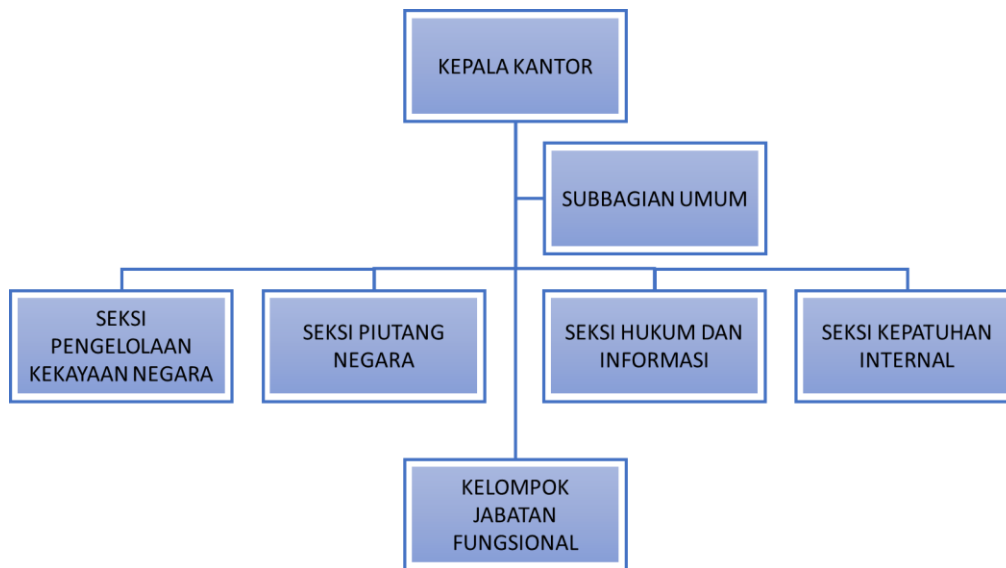 KEPALA KANTOR
SUBBAGIAN UMUM
SEKSI
PENGELOLAAN
KEKAYAAN NEGARA
SEKSI PIUTANG
NEGARA
SEKSI HUKUM DAN
INFORMASI
SEKSI KEPATUHAN
INTERNAL
KELOMPOK
JABATAN
FUNGSIONAL